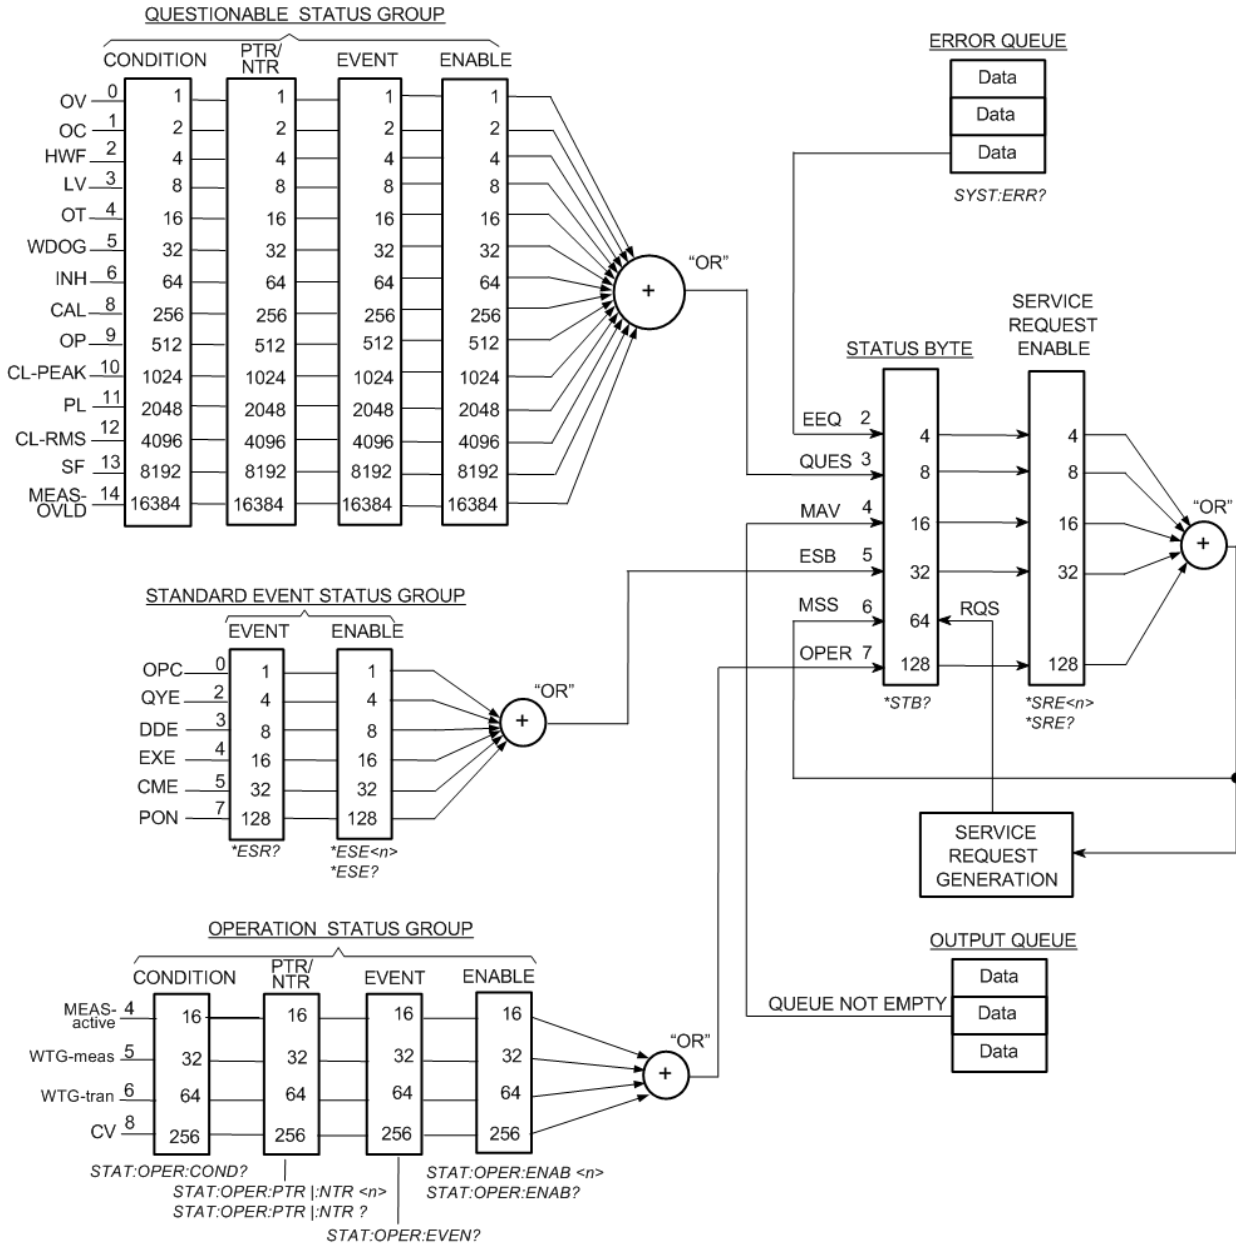 QUESTIONABLE STATUS GROUP
CONDITION PTR/ NTR EVENT ENABLE
OV 0 1 1 1 1
OC 1 2 2 2 2
HWF 2 4 4 4 4
LV 3 8 8 8 8
OT 4 16 16 16 16
WDOG 5 32 32 32 32
INH 6 64 64 64 64
CAL 8 256 256 256 256
OP 9 512 512 512 512
CL-PEAK 10 1024 1024 1024 1024
PL 11 2048 2048 2048 2048
CL-RMS 12 4096 4096 4096 4096
SF 13 8192 8192 8192 8192
MEAS-OVLD 14 16384 16384 16384 16384
+
"OR"
ERROR QUEUE
Data
Data
Data
SYST:ERR?
STATUS BYTE
SERVICE
REQUEST
ENABLE
EEQ 2 4 4
QUES 3 8 8
MAV 4 16 16
ESB 5 32 32
MSS 6 64 RQS
OPER 7 128 128
*STB?
*SRE<n>
*SRE?
+
"OR"
STANDARD EVENT STATUS GROUP
EVENT ENABLE
OPC 0 1 1
QYE 2 4 4
DDE 3 8 8
EXE 4 16 16
CME 5 32 32
PON 7 128 128
*ESR?
*ESE<n>
*ESE?
+
"OR"
SERVICE
REQUEST
GENERATION
OPERATION STATUS GROUP
CONDITION PTR/ NTR EVENT ENABLE
MEAS-active 4 16 16 16 16
WTG-meas 5 32 32 32 32
WTG-tran 6 64 64 64 64
CV 8 256 256 256 256
STAT:OPER:COND?
STAT:OPER:PTR |:NTR <n>
STAT:OPER:PTR |:NTR ?
STAT:OPER:EVEN?
STAT:OPER:ENAB <n>
STAT:OPER:ENAB?
+
"OR"
OUTPUT QUEUE
QUEUE NOT EMPTY
Data
Data
Data